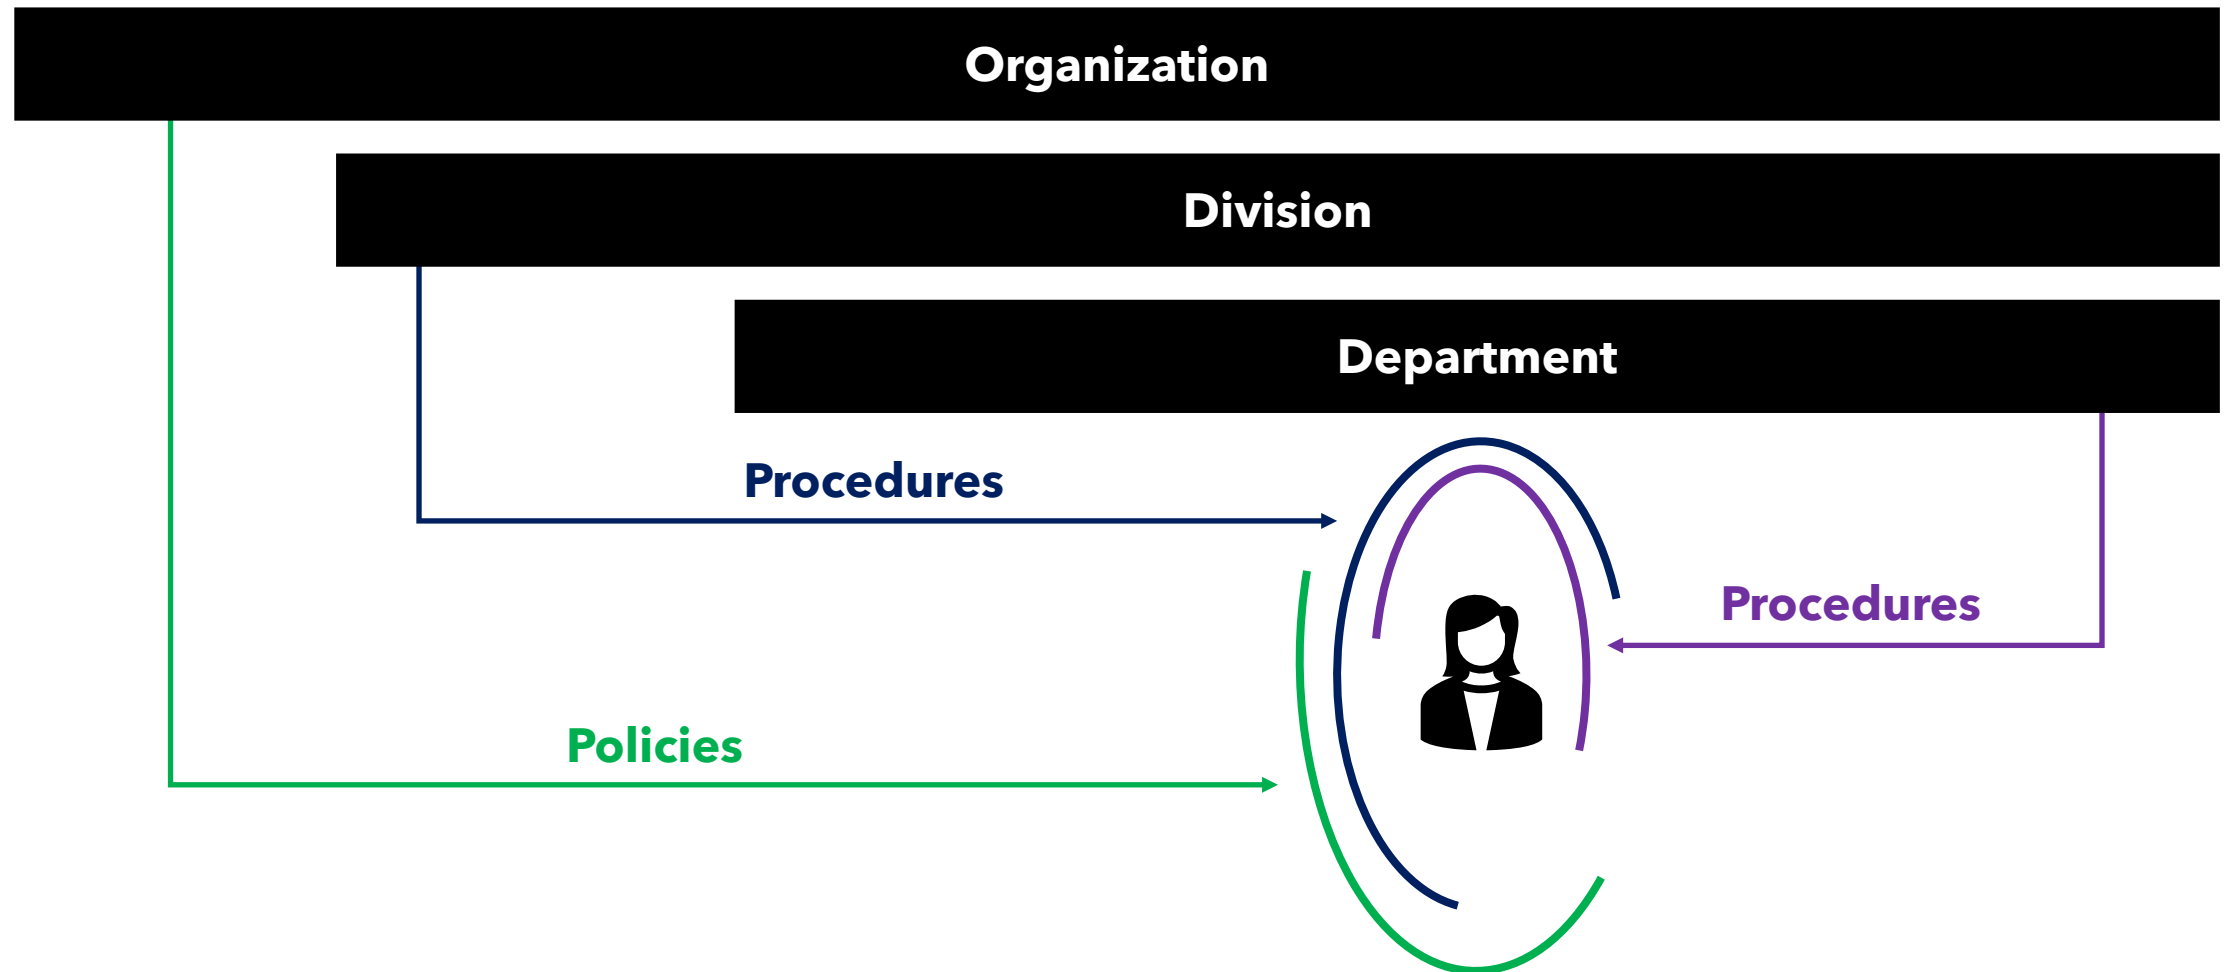 Organization
Division
Department
Procedures
Procedures
Policies